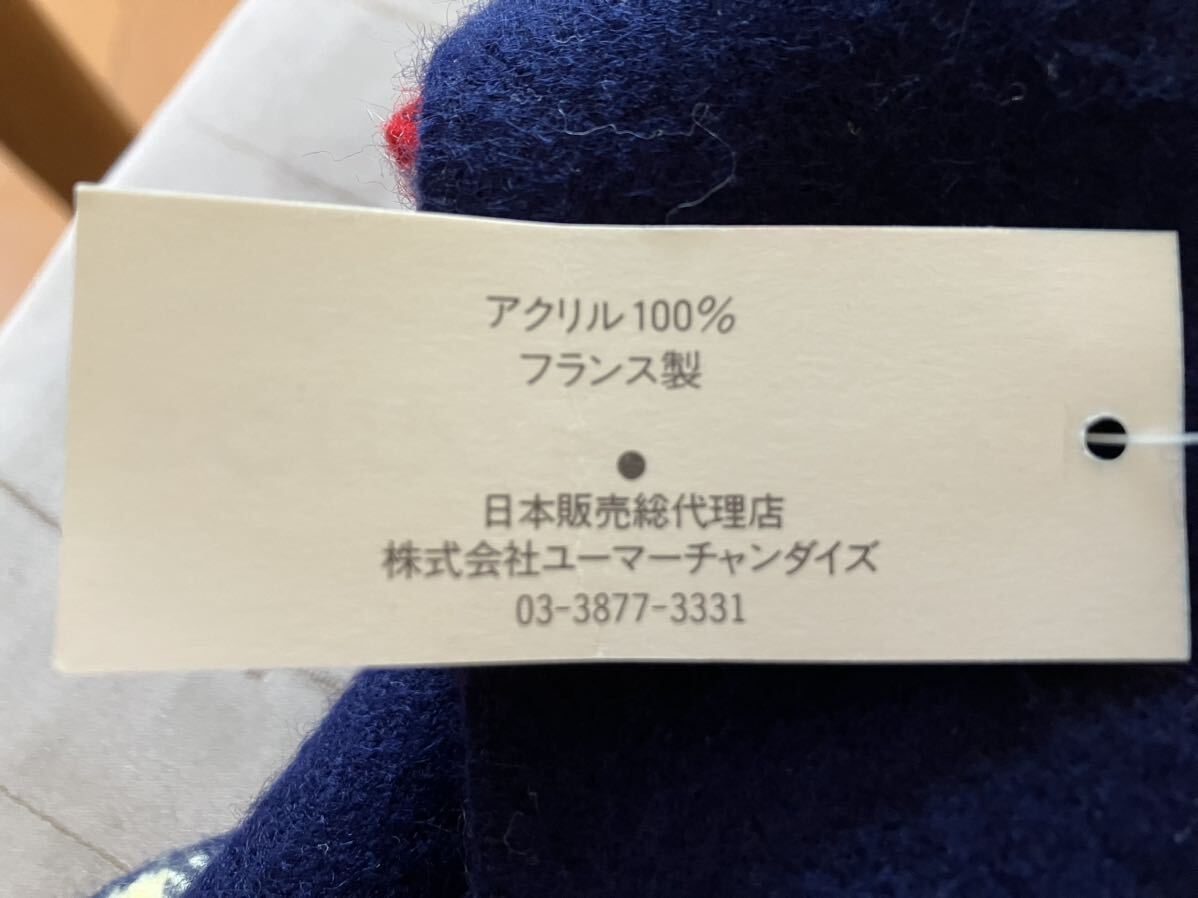 アクリル100%
フランス製
●
日本販売総代理店
株式会社ユーマーチャンダイズ
03-3877-3331